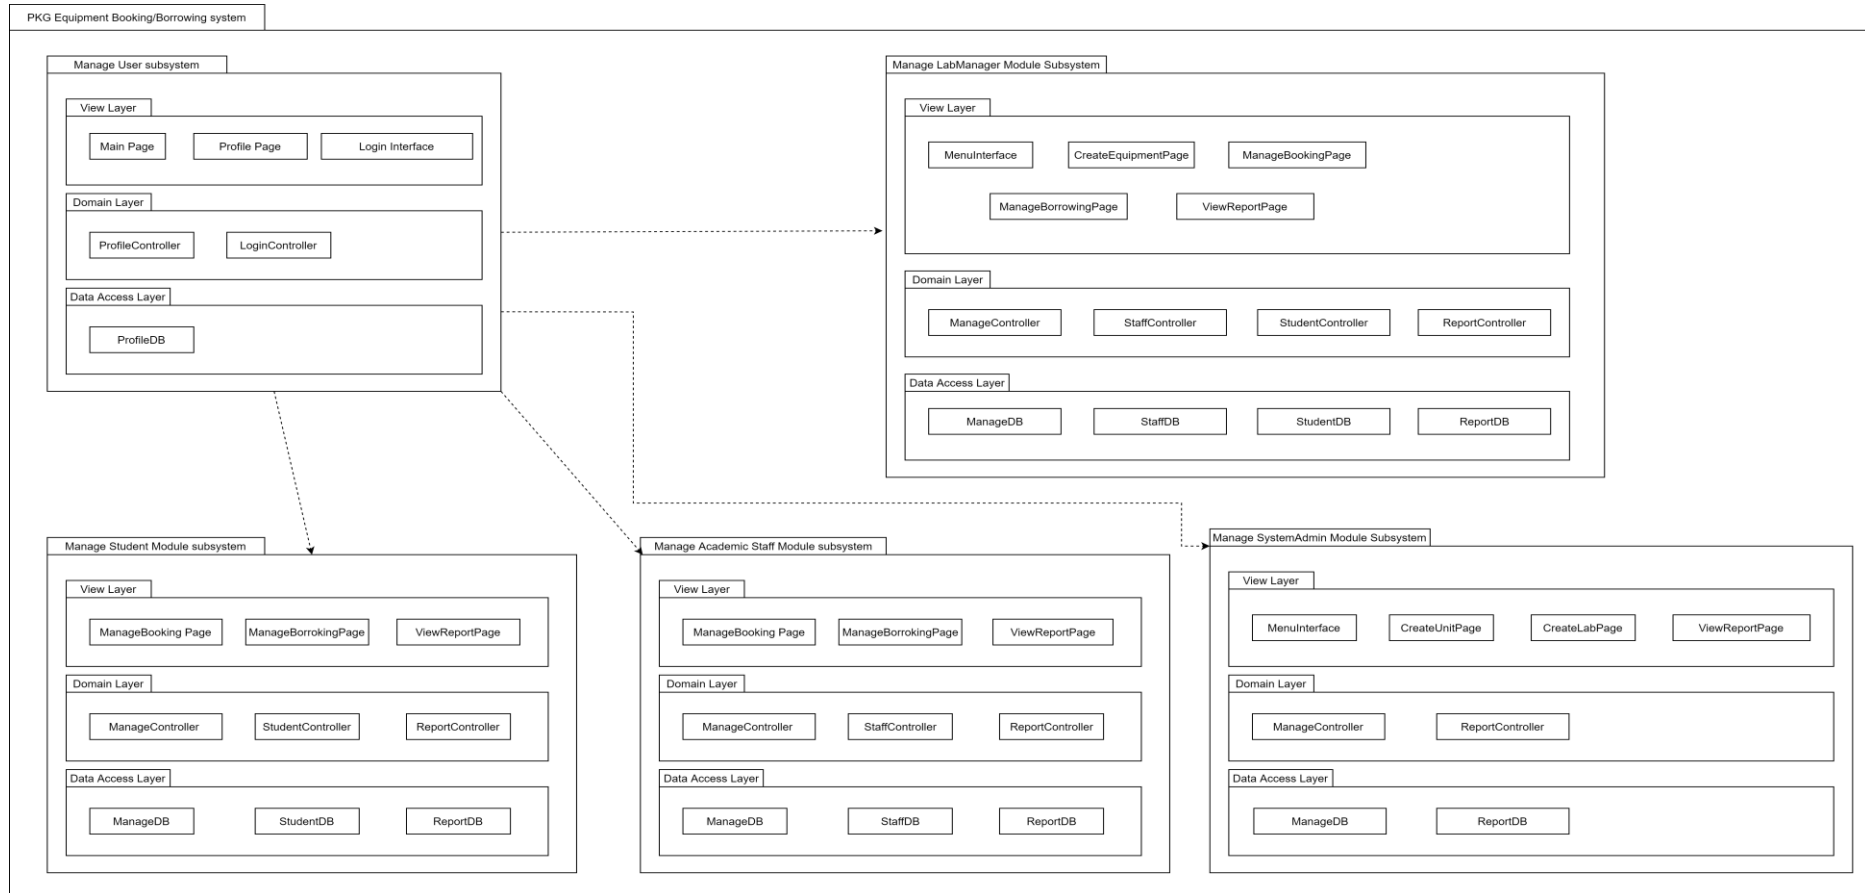 PKG Equipment Booking/Borrowing system
Manage User subsystem
View Layer
Main Page
Profile Page
Login Interface
Domain Layer
ProfileController
LoginController
Data Access Layer
ProfileDB
Manage LabManager Module Subsystem
View Layer
MenuInterface
CreateEquipmentPage
ManageBookingPage
ManageBorrowingPage
ViewReportPage
Domain Layer
ManageController
StaffController
StudentController
ReportController
Data Access Layer
ManageDB
StaffDB
StudentDB
ReportDB
Manage Student Module subsystem
View Layer
ManageBooking Page
ManageBorrokingPage
ViewReportPage
Domain Layer
ManageController
StudentController
ReportController
Data Access Layer
ManageDB
StudentDB
ReportDB
Manage Academic Staff Module subsystem
View Layer
ManageBooking Page
ManageBorrokingPage
ViewReportPage
Domain Layer
ManageController
StaffController
ReportController
Data Access Layer
ManageDB
StaffDB
ReportDB
Manage SystemAdmin Module Subsystem
View Layer
MenuInterface
CreateUnitPage
CreateLabPage
ViewReportPage
Domain Layer
ManageController
ReportController
Data Access Layer
ManageDB
ReportDB